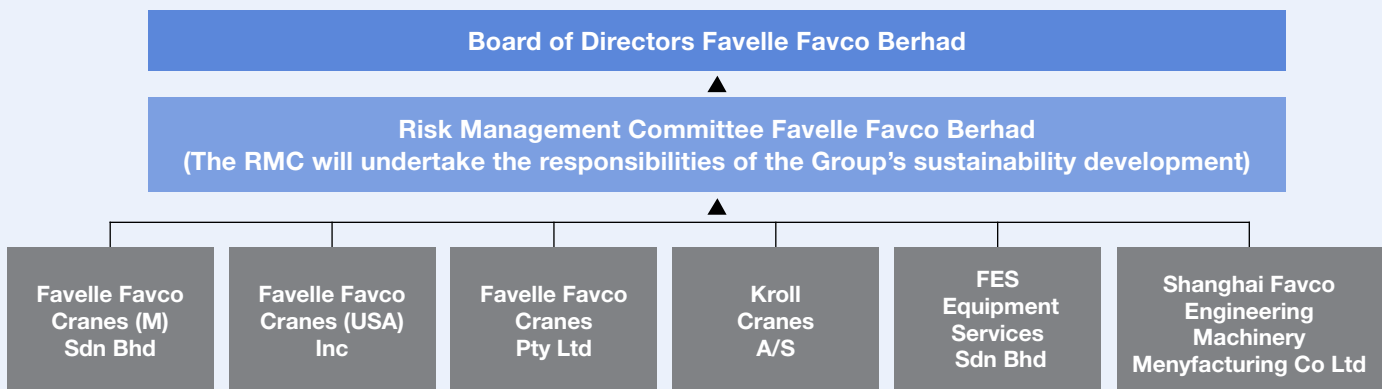 Board of Directors Favelle Favco Berhad
Risk Management Committee Favelle Favco Berhad
(The RMC will undertake the responsibilities of the Group's sustainability development)
Favelle Favco
Cranes (M)
Sdn Bhd
Favelle Favco
Cranes (USA)
Inc
Favelle Favco
Cranes
Pty Ltd
Kroll
Cranes
A/S
FES
Equipment
Services
Sdn Bhd
Shanghai Favco
Engineering
Machinery
Menyfacturing Co Ltd